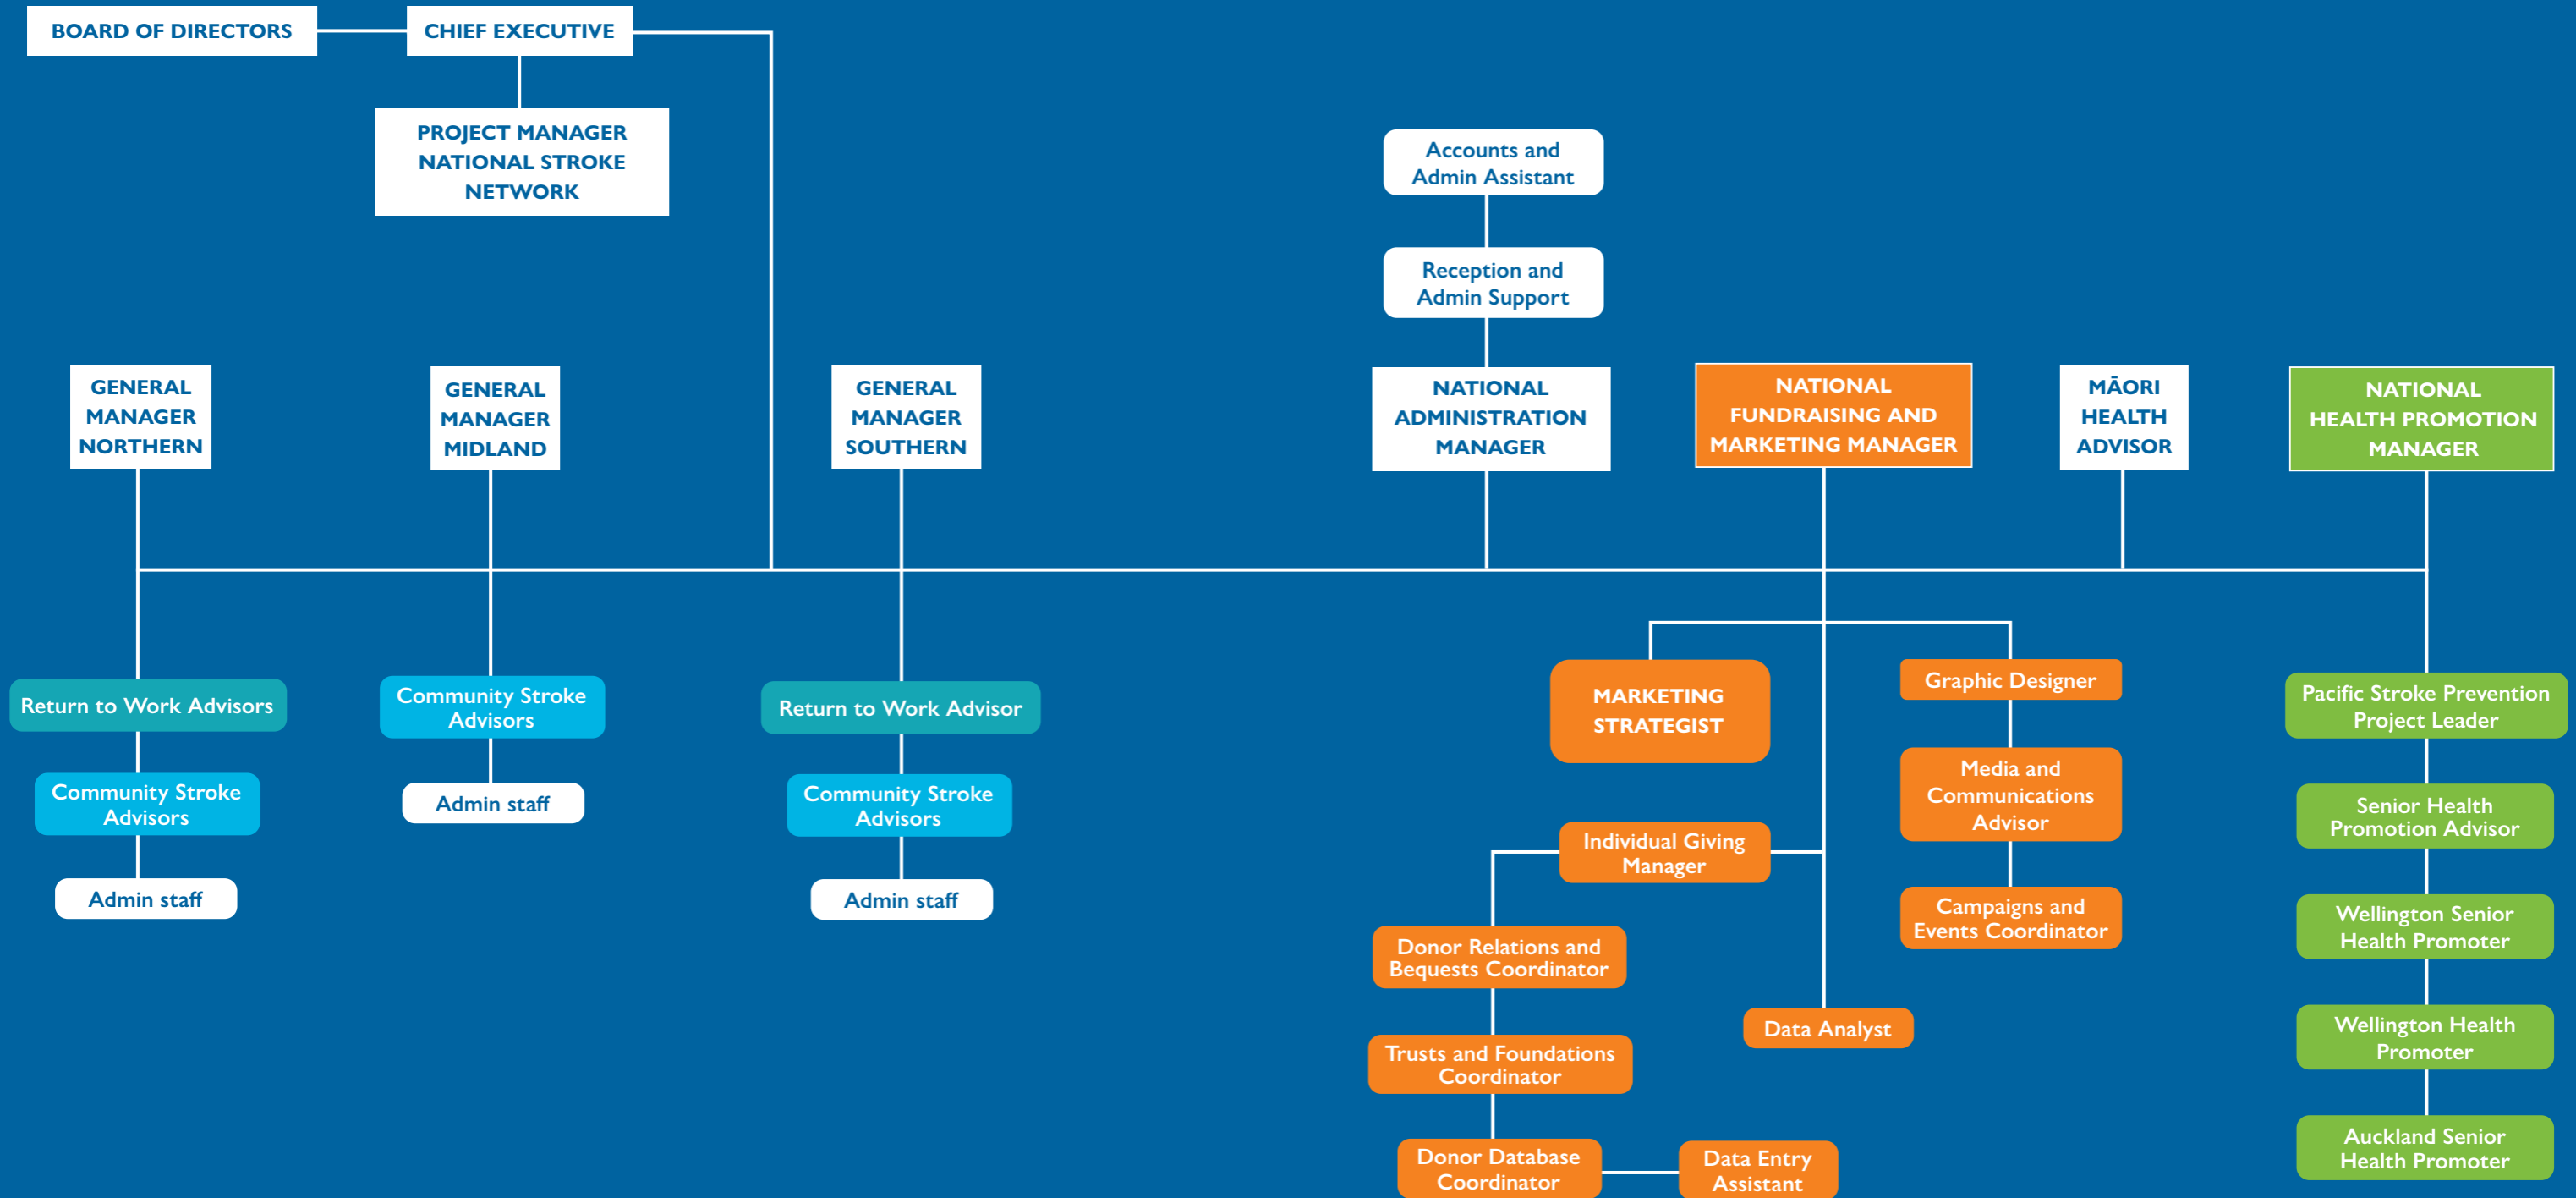 BOARD OF DIRECTORS
CHIEF EXECUTIVE
PROJECT MANAGER
NATIONAL STROKE
NETWORK
Accounts and
Admin Assistant
Reception and
Admin Support
GENERAL
MANAGER
NORTHERN
GENERAL
MANAGER
MIDLAND
GENERAL
MANAGER
SOUTHERN
NATIONAL
ADMINISTRATION
MANAGER
NATIONAL
FUNDRAISING AND
MARKETING MANAGER
MĀORI
HEALTH
ADVISOR
NATIONAL
HEALTH PROMOTION
MANAGER
Return to Work Advisors
Community Stroke
Advisors
Admin staff
Community Stroke
Advisors
Admin staff
Return to Work Advisor
Community Stroke
Advisors
Admin staff
MARKETING
STRATEGIST
Individual Giving
Manager
Donor Relations and
Bequests Coordinator
Trusts and Foundations
Coordinator
Donor Database
Coordinator
Data Entry
Assistant
Data Analyst
Graphic Designer
Media and
Communications
Advisor
Campaigns and
Events Coordinator
Pacific Stroke Prevention
Project Leader
Senior Health
Promotion Advisor
Wellington Senior
Health Promoter
Wellington Health
Promoter
Auckland Senior
Health Promoter